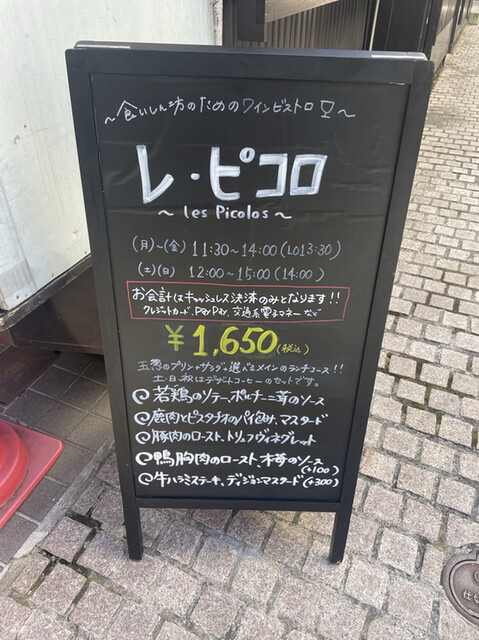 ～食いしん坊のためのワインビストロ～
レ・ピコロ
～les Picolos～
(月)～(金) 11:30～14:00(LO13:30)
(土)(日) 12:00～15:00(14:00)
お会計はキャッシュレス決済のみとなります!!
クレジットカード、PayPay、交通系電子マネーなど
¥1,650(税込)
玉葱のプリン+サラダ+選べるメインのランチコース!!
土・日・祝はデザートコーヒーのセットです。
若鶏のソテー、ポルチーニ茸のソース
鹿肉とピスタチオのパイ包み、マスタード
豚肉のロースト、トリュフヴィネグレット
鴨胸肉のロースト、木苺のソース
(+100)
牛ハラミステーキ、ディジョンマスタード(+300)